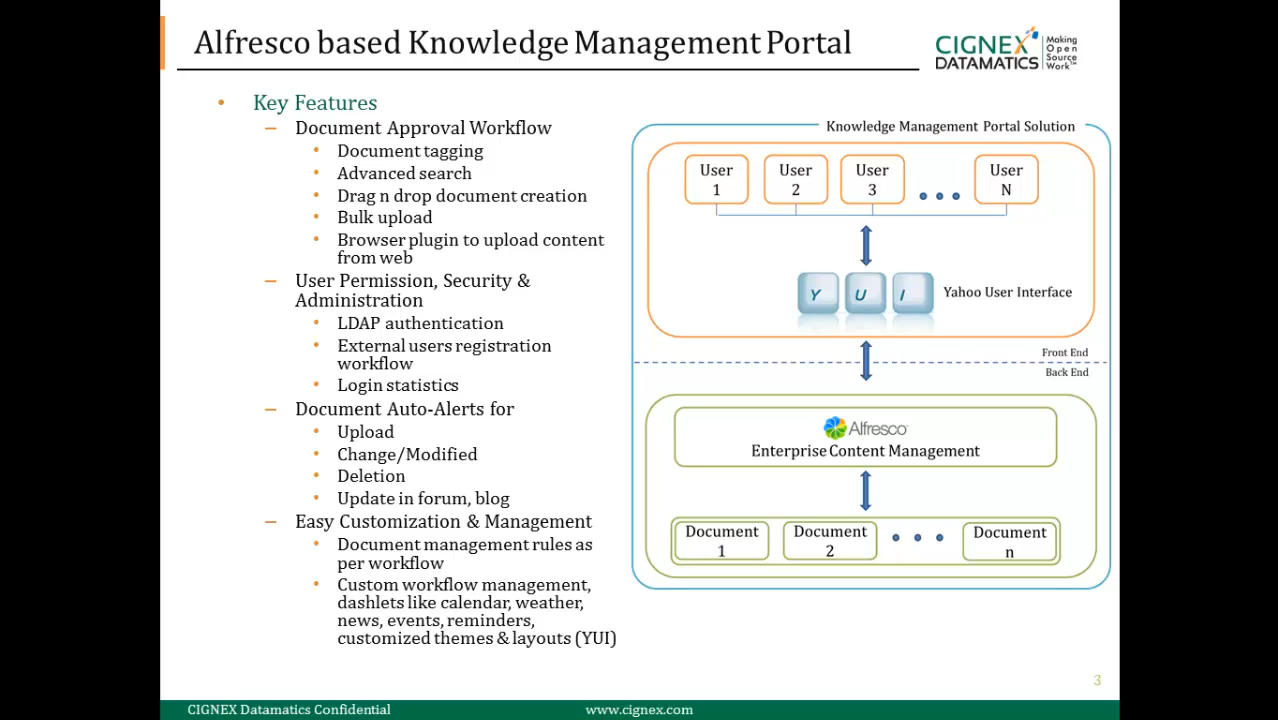 Alfresco based Knowledge Management Portal
CIGNEX
DATAMATICS
Making
Open
Source
Work™
• Key Features
– Document Approval Workflow
• Document tagging
• Advanced search
• Drag n drop document creation
• Bulk upload
• Browser plugin to upload content
from web
– User Permission, Security &
Administration
• LDAP authentication
• External users registration
workflow
• Login statistics
– Document Auto-Alerts for
• Upload
• Change/Modified
• Deletion
• Update in forum, blog
– Easy Customization & Management
• Document management rules as
per workflow
• Custom workflow management,
dashlets like calendar, weather,
news, events, reminders,
customized themes & layouts (YUI)
Knowledge Management Portal Solution
User
1
User
2
User
3
User
N
Y U I
Yahoo User Interface
Front End
Back End
Alfresco
Enterprise Content Management
Document
1
Document
2
Document
n
3
CIGNEX Datamatics Confidential
www.cignex.com